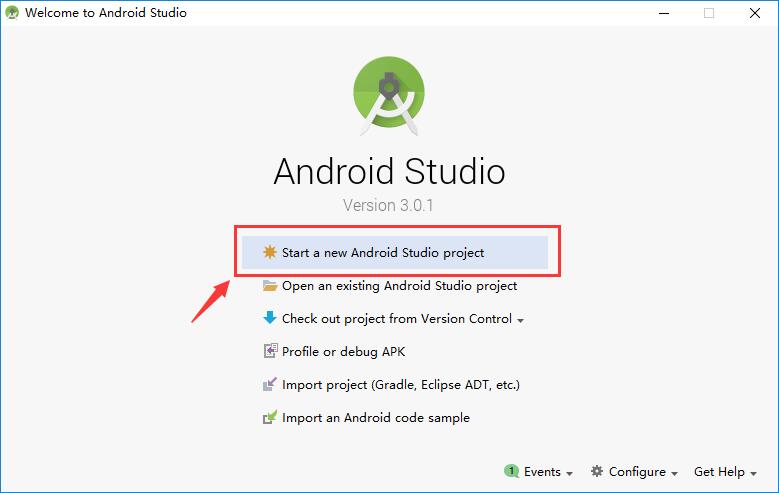 Welcome to Android Studio
Android Studio
Version 3.0.1
Start a new Android Studio project
Open an existing Android Studio project
Check out project from Version Control
Profile or debug APK
Import project (Gradle, Eclipse ADT, etc.)
Import an Android code sample
1 Events Configure Get Help